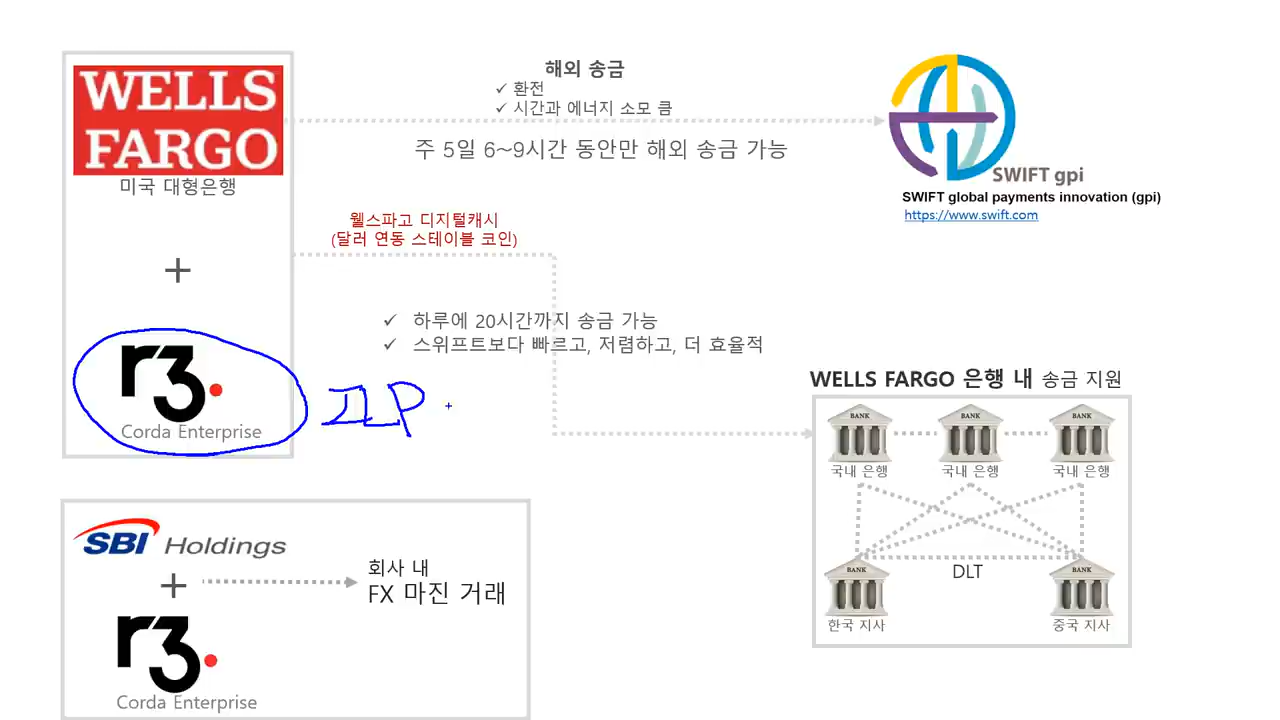 WELLS
FARGO
미국 대형은행
+
r3.
Corda Enterprise
해외 송금
✓ 환전
✓ 시간과 에너지 소모 큼
주 5일 6~9시간 동안만 해외 송금 가능
SWIFT gpi
SWIFT global payments innovation (gpi)
https://www.swift.com
웰스파고 디지털캐시
(달러 연동 스테이블 코인)
✓ 하루에 20시간까지 송금 가능
✓ 스위프트보다 빠르고, 저렴하고, 더 효율적
WELLS FARGO 은행 내 송금 지원
BANK BANK BANK
국내 은행 국내 은행 국내 은행
BANK DLT BANK
한국 지사 중국 지사
SBI Holdings
+
r3.
Corda Enterprise
회사 내
FX 마진 거래